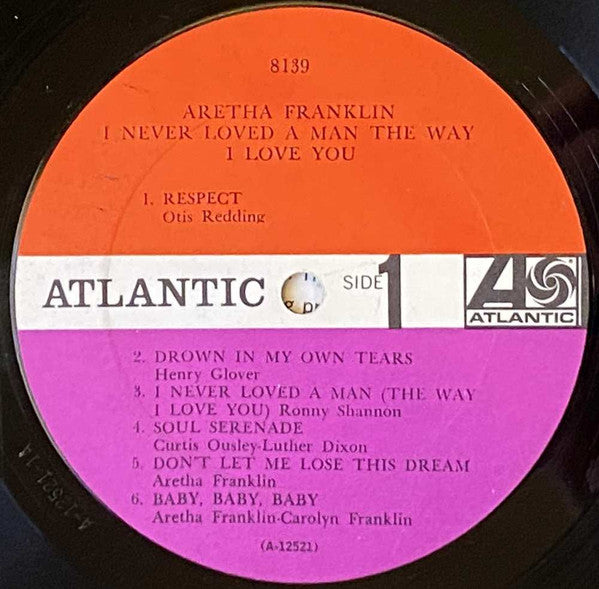 8139
ARETHA FRANKLIN
I NEVER LOVED A MAN THE WAY
I LOVE YOU
1. RESPECT
Otis Redding
ATLANTIC
SIDE 1
ATLANTIC
2. DROWN IN MY OWN TEARS
Henry Glover
3. I NEVER LOVED A MAN (THE WAY
I LOVE YOU) Ronny Shannon
4. SOUL SERENADE
Curtis Ousley-Luther Dixon
5. DON'T LET ME LOSE THIS DREAM
Aretha Franklin
6. BABY, BABY, BABY
Aretha Franklin-Carolyn Franklin
(A-12521)